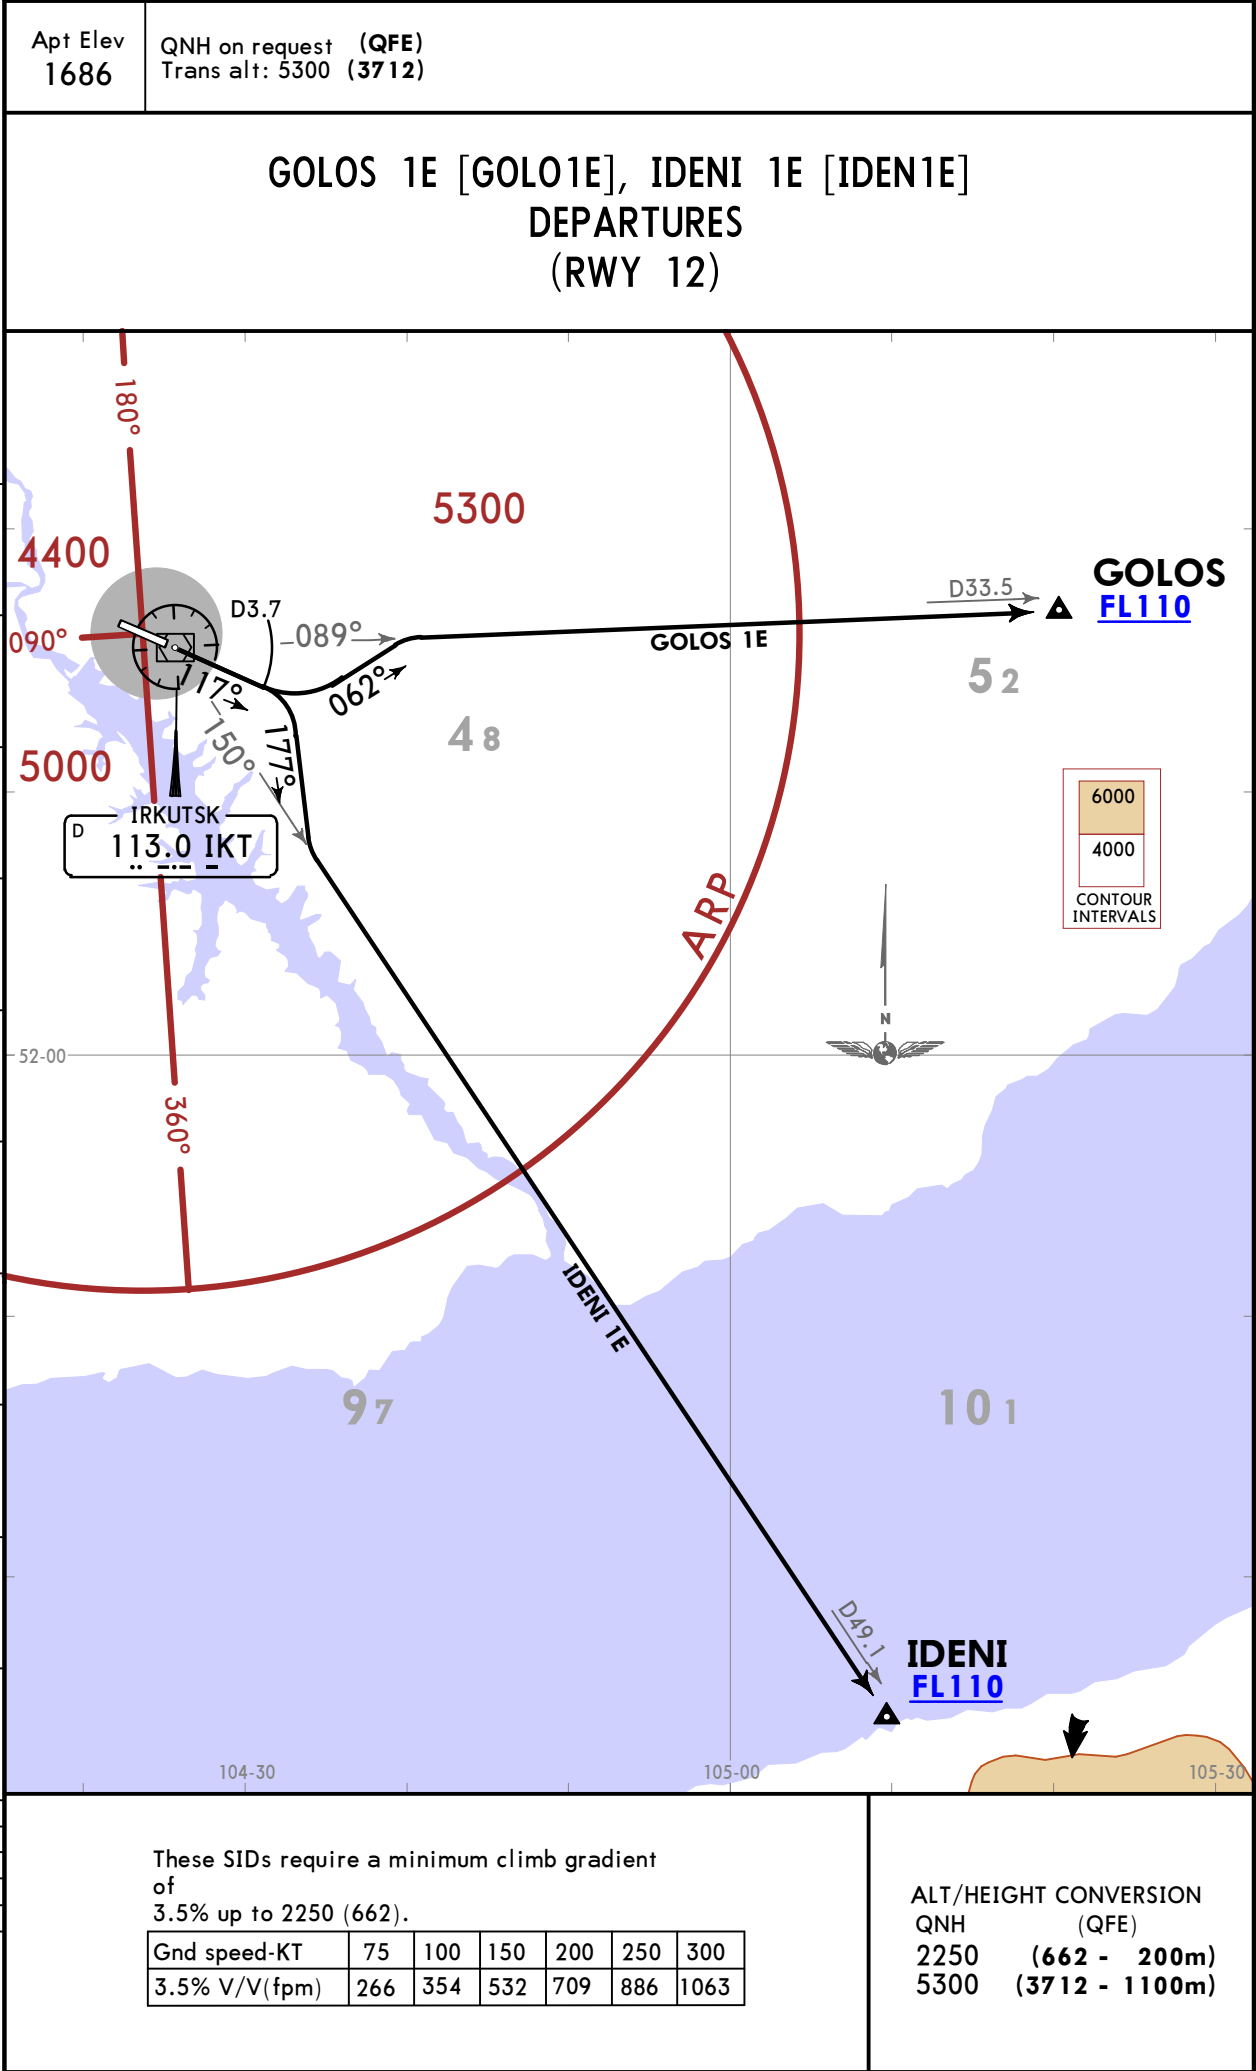 Apt Elev
1686
QNH on request (QFE)
Trans alt: 5300 (3712)
GOLOS 1E [GOLO1E], IDENI 1E [IDEN1E]
DEPARTURES
(RWY 12)
180°
5300
4400
GOLOS
FL110
D33.5
D3.7
090°
089°
GOLOS 1E
117°
062°
52
150°
177°
48
5000
6000
4000
CONTOUR
INTERVALS
IRKUTSK
D
113.0 IKT
ARP
N
52-00
360°
IDENI 1E
97
101
D49.1
IDENI
FL110
104-30
105-00
105-30
These SIDs require a minimum climb gradient
of
3.5% up to 2250 (662).
Gnd speed-KT 75 100 150 200 250 300
3.5% V/V(fpm) 266 354 532 709 886 1063
ALT/HEIGHT CONVERSION
QNH (QFE)
2250 (662 - 200m)
5300 (3712 - 1100m)